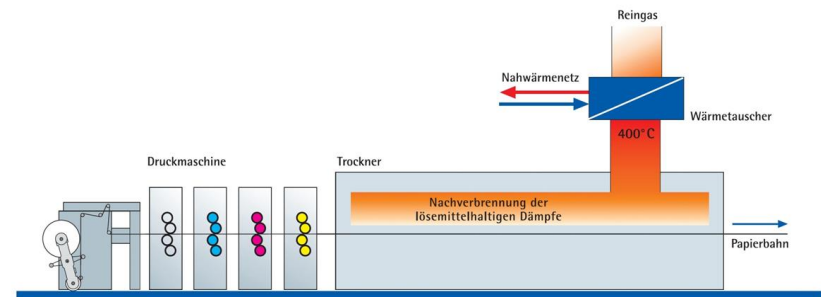 Reingas
Nahwärmenetz
Wärmetauscher
400°C
Druckmaschine
Trockner
Nachverbrennung der
lösemittelhaltigen Dämpfe
Papierbahn